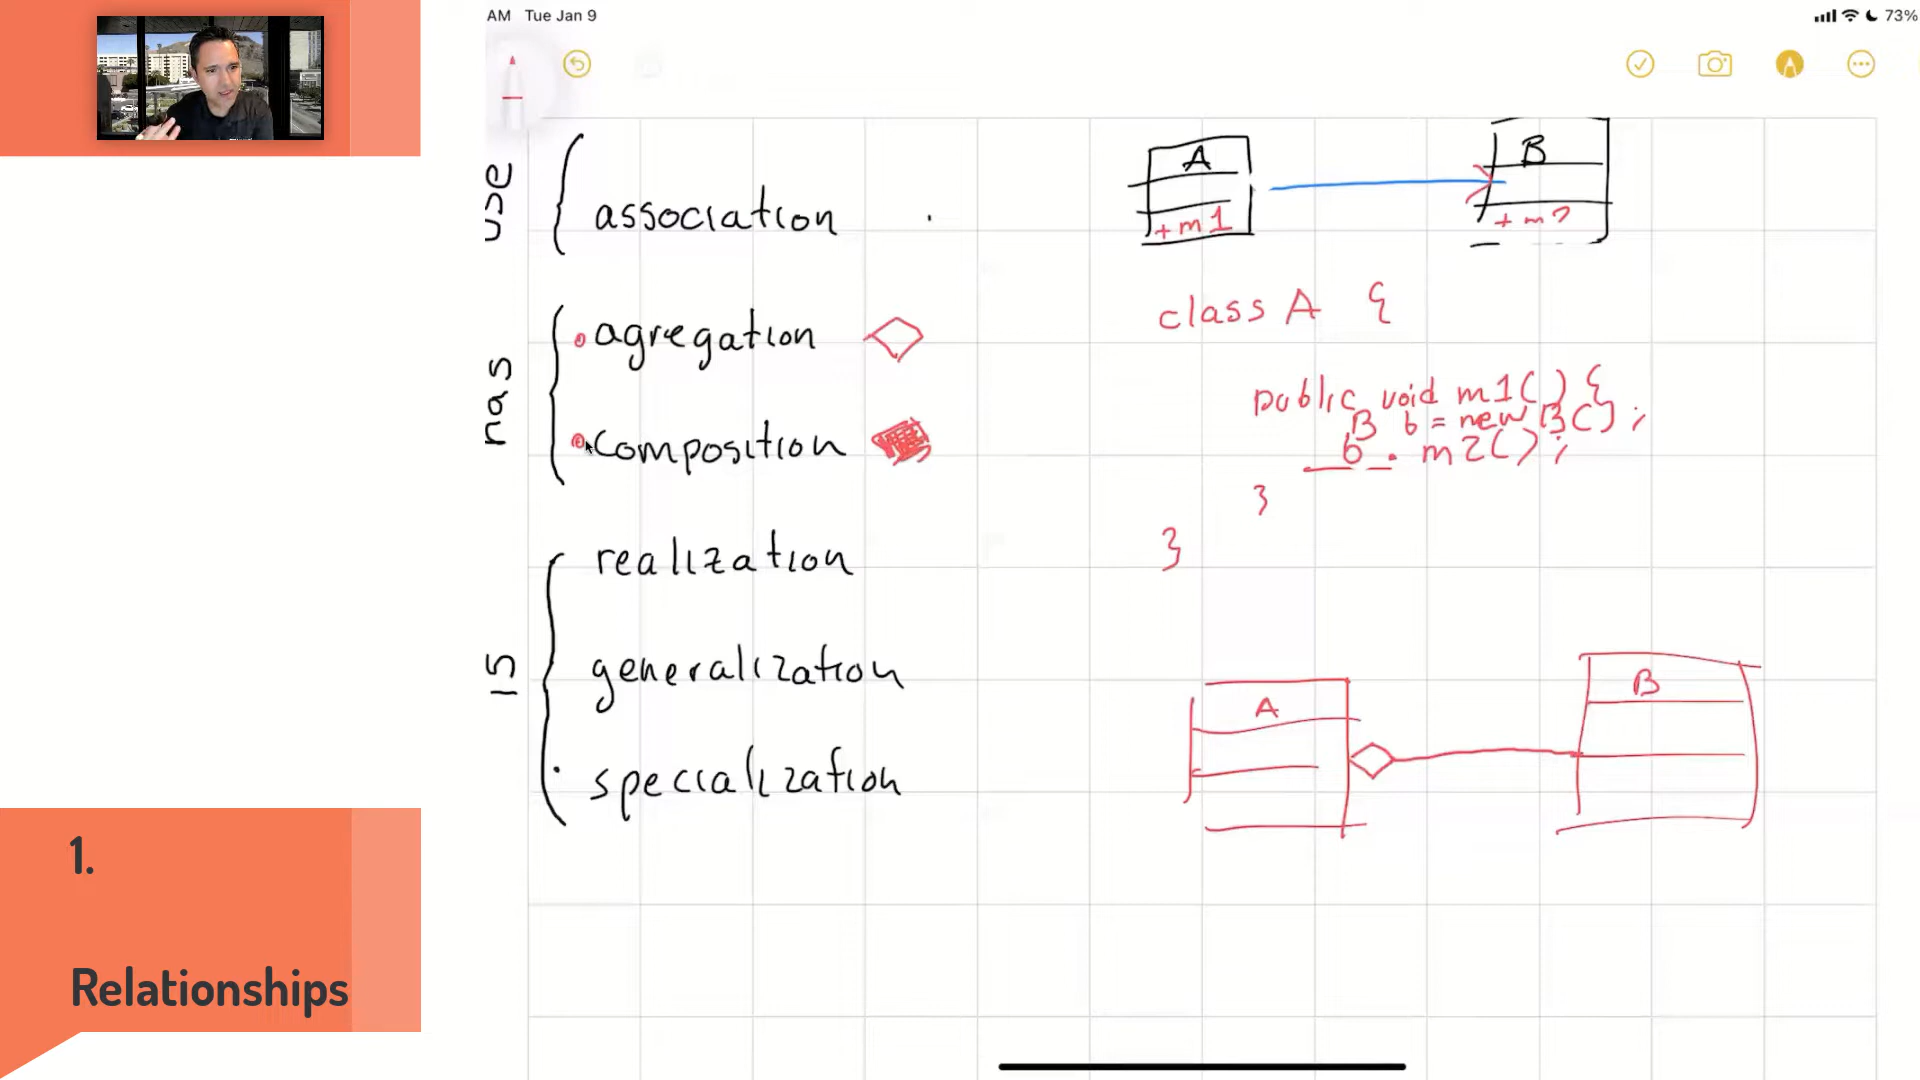 AM Tue Jan 9
73%
use
association
has
agregation
composition
is
realization
generalization
specialization
A
+ m1
B
+ m2
class A {
public void m1() {
B b = new B();
b. m2();
}
}
A
B
1.
Relationships